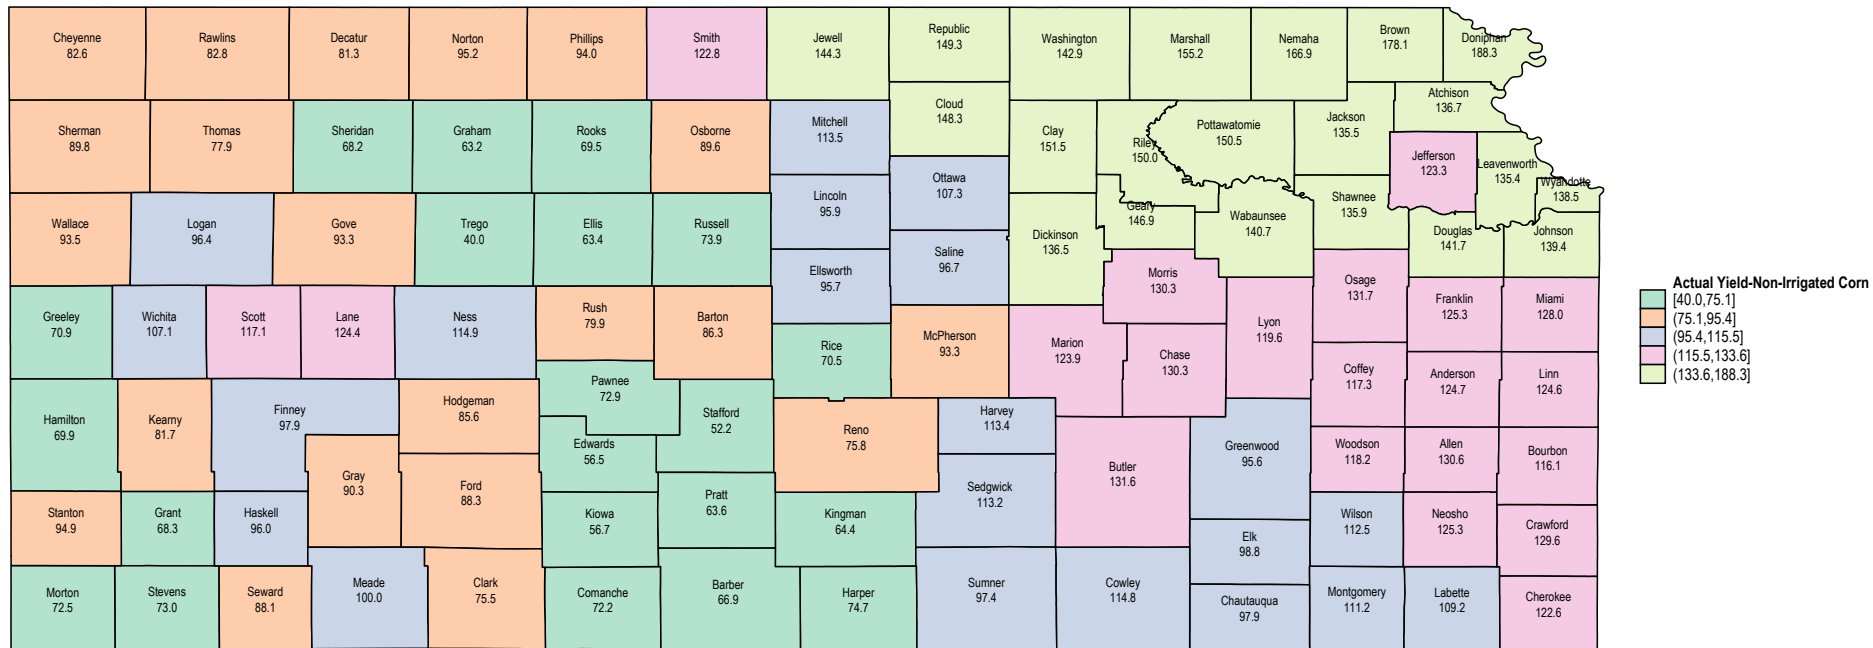 Cheyenne
82.6
Rawlins
82.8
Decatur
81.3
Norton
95.2
Phillips
94.0
Smith
122.8
Jewell
144.3
Republic
149.3
Washington
142.9
Marshall
155.2
Nemaha
166.9
Brown
178.1
Doniphan
188.3
Sherman
89.8
Thomas
77.9
Sheridan
68.2
Graham
63.2
Rooks
69.5
Osborne
89.6
Mitchell
113.5
Cloud
148.3
Clay
151.5
Riley
150.0
Pottawatomie
150.5
Jackson
135.5
Atchison
136.7
Jefferson
123.3
Leavenworth
135.4
Wyandotte
138.5
Wallace
93.5
Logan
96.4
Gove
93.3
Trego
40.0
Ellis
63.4
Russell
73.9
Lincoln
95.9
Ottawa
107.3
Saline
96.7
Ellsworth
95.7
Dickinson
136.5
Geary
146.9
Wabaunsee
140.7
Shawnee
135.9
Douglas
141.7
Johnson
139.4
Greeley
70.9
Wichita
107.1
Scott
117.1
Lane
124.4
Ness
114.9
Rush
79.9
Barton
86.3
Rice
70.5
McPherson
93.3
Marion
123.9
Morris
130.3
Chase
130.3
Lyon
119.6
Osage
131.7
Franklin
125.3
Miami
128.0
Hamilton
69.9
Kearny
81.7
Finney
97.9
Hodgeman
85.6
Pawnee
72.9
Stafford
52.2
Edwards
56.5
Reno
75.8
Harvey
113.4
Butler
131.6
Greenwood
95.6
Coffey
117.3
Anderson
124.7
Linn
124.6
Gray
90.3
Ford
88.3
Pratt
63.6
Sedgwick
113.2
Woodson
118.2
Allen
130.6
Bourbon
116.1
Stanton
94.9
Grant
68.3
Haskell
96.0
Kiowa
56.7
Kingman
64.4
Elk
98.8
Wilson
112.5
Neosho
125.3
Crawford
129.6
Morton
72.5
Stevens
73.0
Seward
88.1
Meade
100.0
Clark
75.5
Comanche
72.2
Barber
66.9
Harper
74.7
Sumner
97.4
Cowley
114.8
Chautauqua
97.9
Montgomery
111.2
Labette
109.2
Cherokee
122.6
Actual Yield-Non-Irrigated Corn
[40.0,75.1]
(75.1,95.4]
(95.4,115.5]
(115.5,133.6]
(133.6,188.3]